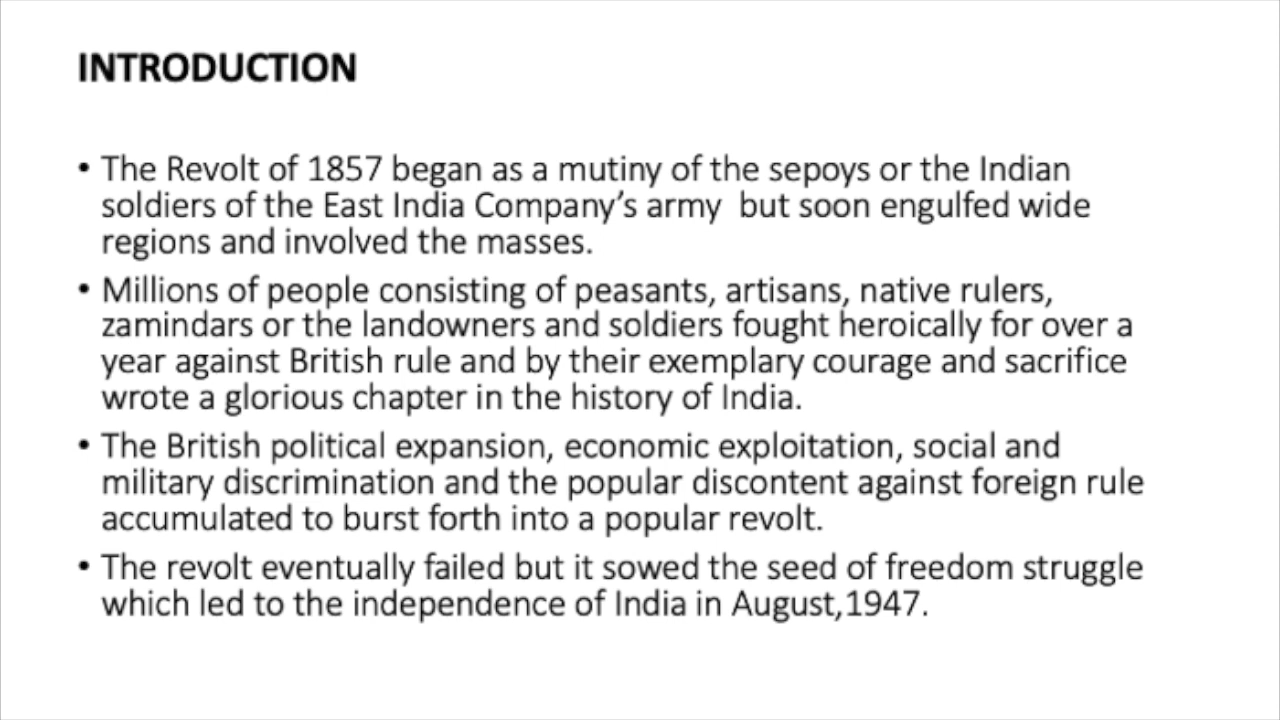 INTRODUCTION
• The Revolt of 1857 began as a mutiny of the sepoys or the Indian
soldiers of the East India Company’s army  but soon engulfed wide
regions and involved the masses.
• Millions of people consisting of peasants, artisans, native rulers,
zamindars or the landowners and soldiers fought heroically for over a
year against British rule and by their exemplary courage and sacrifice
wrote a glorious chapter in the history of India.
• The British political expansion, economic exploitation, social and
military discrimination and the popular discontent against foreign rule
accumulated to burst forth into a popular revolt.
• The revolt eventually failed but it sowed the seed of freedom struggle
which led to the independence of India in August,1947.